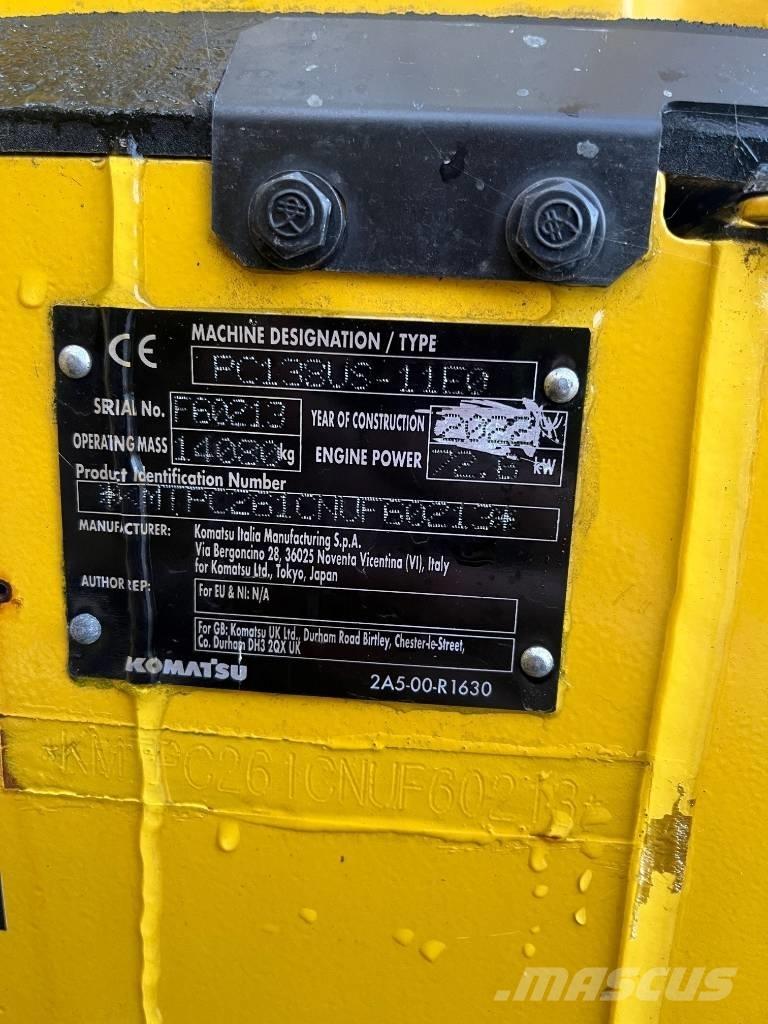 CE
MACHINE DESIGNATION / TYPE
PC138US-11E0
SERIAL No. F60213 YEAR OF CONSTRUCTION 2022
OPERATING MASS 14080 kg ENGINE POWER 72.6 kW
Product Identification Number
*KMTPC261CNUF60213*
MANUFACTURER: Komatsu Italia Manufacturing S.p.A.
Via Bergoncino 28, 36025 Noventa Vicentina (VI), Italy
for Komatsu Ltd., Tokyo, Japan
AUTHOR REP: For EU & NI: N/A
For GB: Komatsu UK Ltd., Durham Road Birtley, Chester-le-Street,
Co. Durham DH3 2QX UK
KOMATSU 2A5-00-R1630
*KMTPC261CNUF60213*
MASCUS